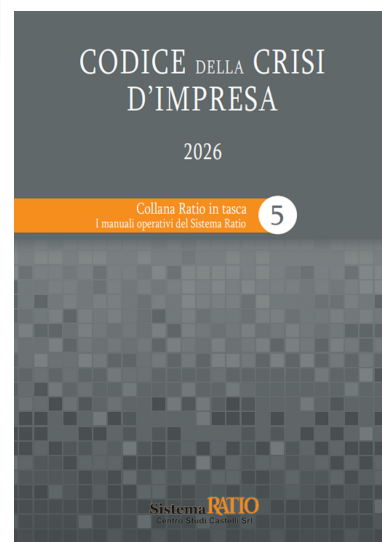 CODICE DELLA CRISI
D'IMPRESA
2026
Collana Ratio in tasca
I manuali operativi del Sistema Ratio
5
Sistema RATIO
Centro Studi Castelli Srl